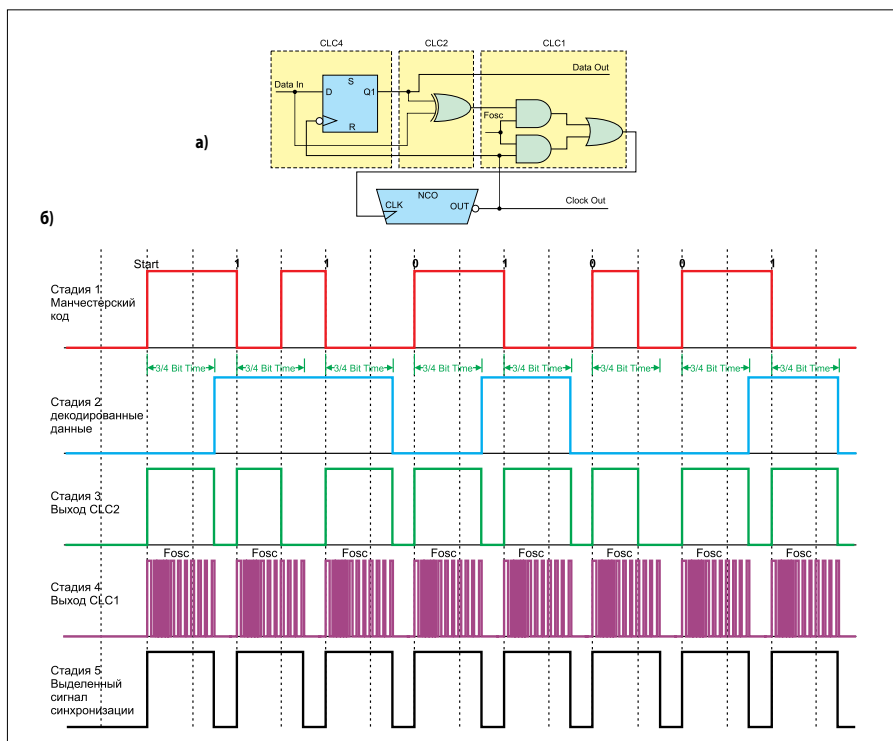 CLC4
CLC2
CLC1
Data In
D
S
Q1
R
Data Out
Fosc
а)
CLK
NCO
OUT
Clock Out
б)
Start 1 1 0 1 0 0 1
Стадия 1
Манчестерский
код
3/4 Bit Time 3/4 Bit Time 3/4 Bit Time 3/4 Bit Time 3/4 Bit Time 3/4 Bit Time 3/4 Bit Time 3/4 Bit Time
Стадия 2
декодированные
данные
Стадия 3
Выход CLC2
Fosc Fosc Fosc Fosc Fosc Fosc Fosc Fosc
Стадия 4
Выход CLC1
Стадия 5
Выделенный
сигнал
синхронизации